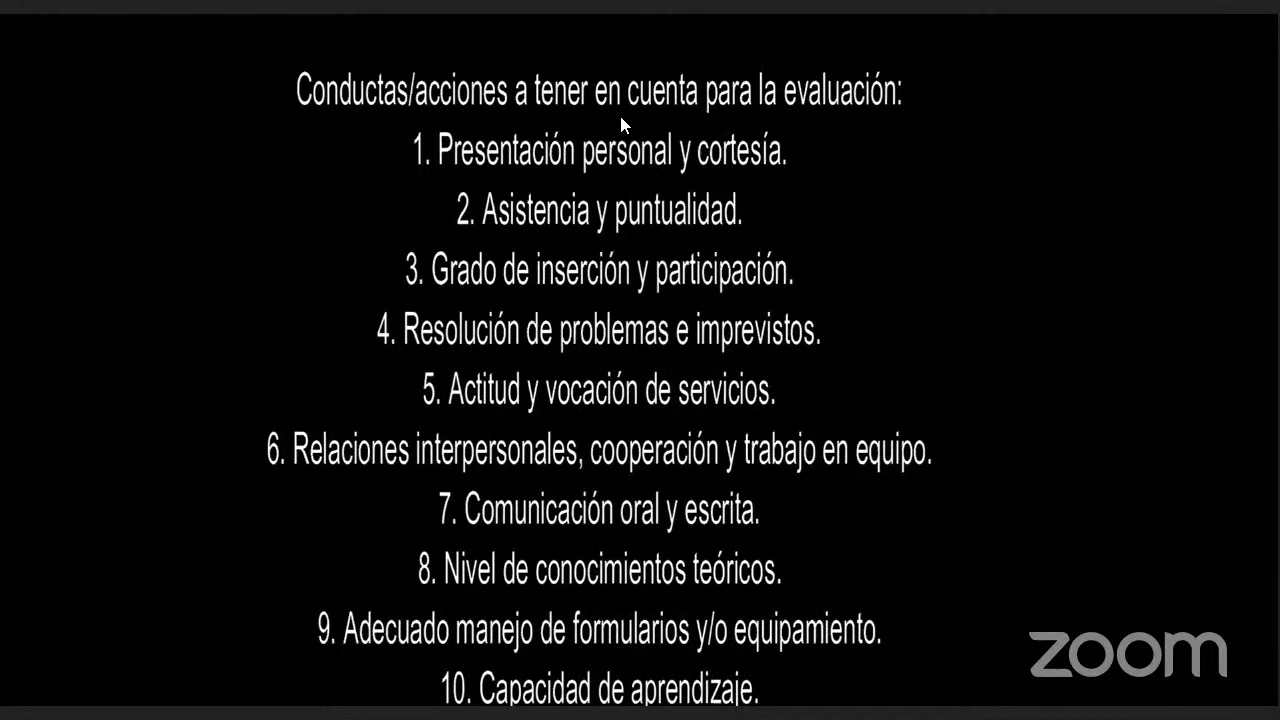 Conductas/acciones a tener en cuenta para la evaluación:
1. Presentación personal y cortesía.
2. Asistencia y puntualidad.
3. Grado de inserción y participación.
4. Resolución de problemas e imprevistos.
5. Actitud y vocación de servicios.
6. Relaciones interpersonales, cooperación y trabajo en equipo.
7. Comunicación oral y escrita.
8. Nivel de conocimientos teóricos.
9. Adecuado manejo de formularios y/o equipamiento.
10. Capacidad de aprendizaje.
zoom